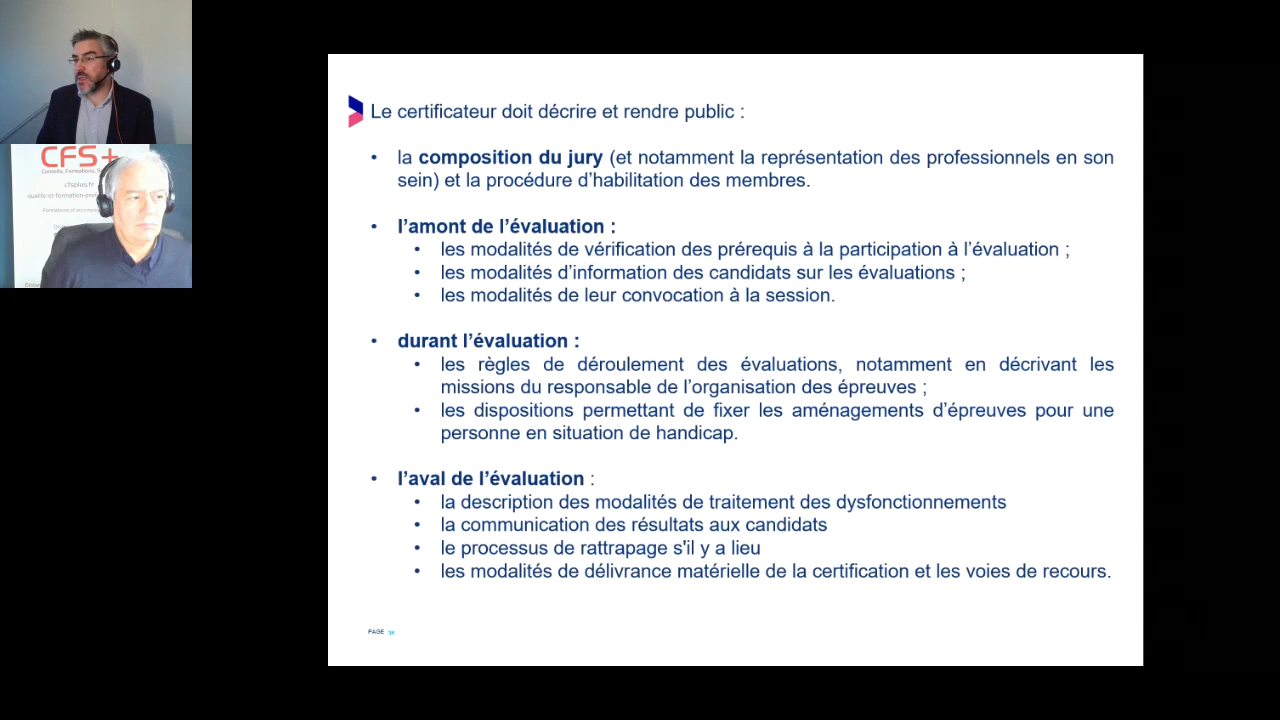 CFS+
Conseils, Formations, S
cfsplus.fr
Le certificateur doit décrire et rendre public :
• la composition du jury (et notamment la représentation des professionnels en son
sein) et la procédure d’habilitation des membres.
• l’amont de l’évaluation :
• les modalités de vérification des prérequis à la participation à l’évaluation ;
• les modalités d’information des candidats sur les évaluations ;
• les modalités de leur convocation à la session.
• durant l’évaluation :
• les règles de déroulement des évaluations, notamment en décrivant les
missions du responsable de l’organisation des épreuves ;
• les dispositions permettant de fixer les aménagements d’épreuves pour une
personne en situation de handicap.
• l’aval de l’évaluation :
• la description des modalités de traitement des dysfonctionnements
• la communication des résultats aux candidats
• le processus de rattrapage s'il y a lieu
• les modalités de délivrance matérielle de la certification et les voies de recours.
PAGE